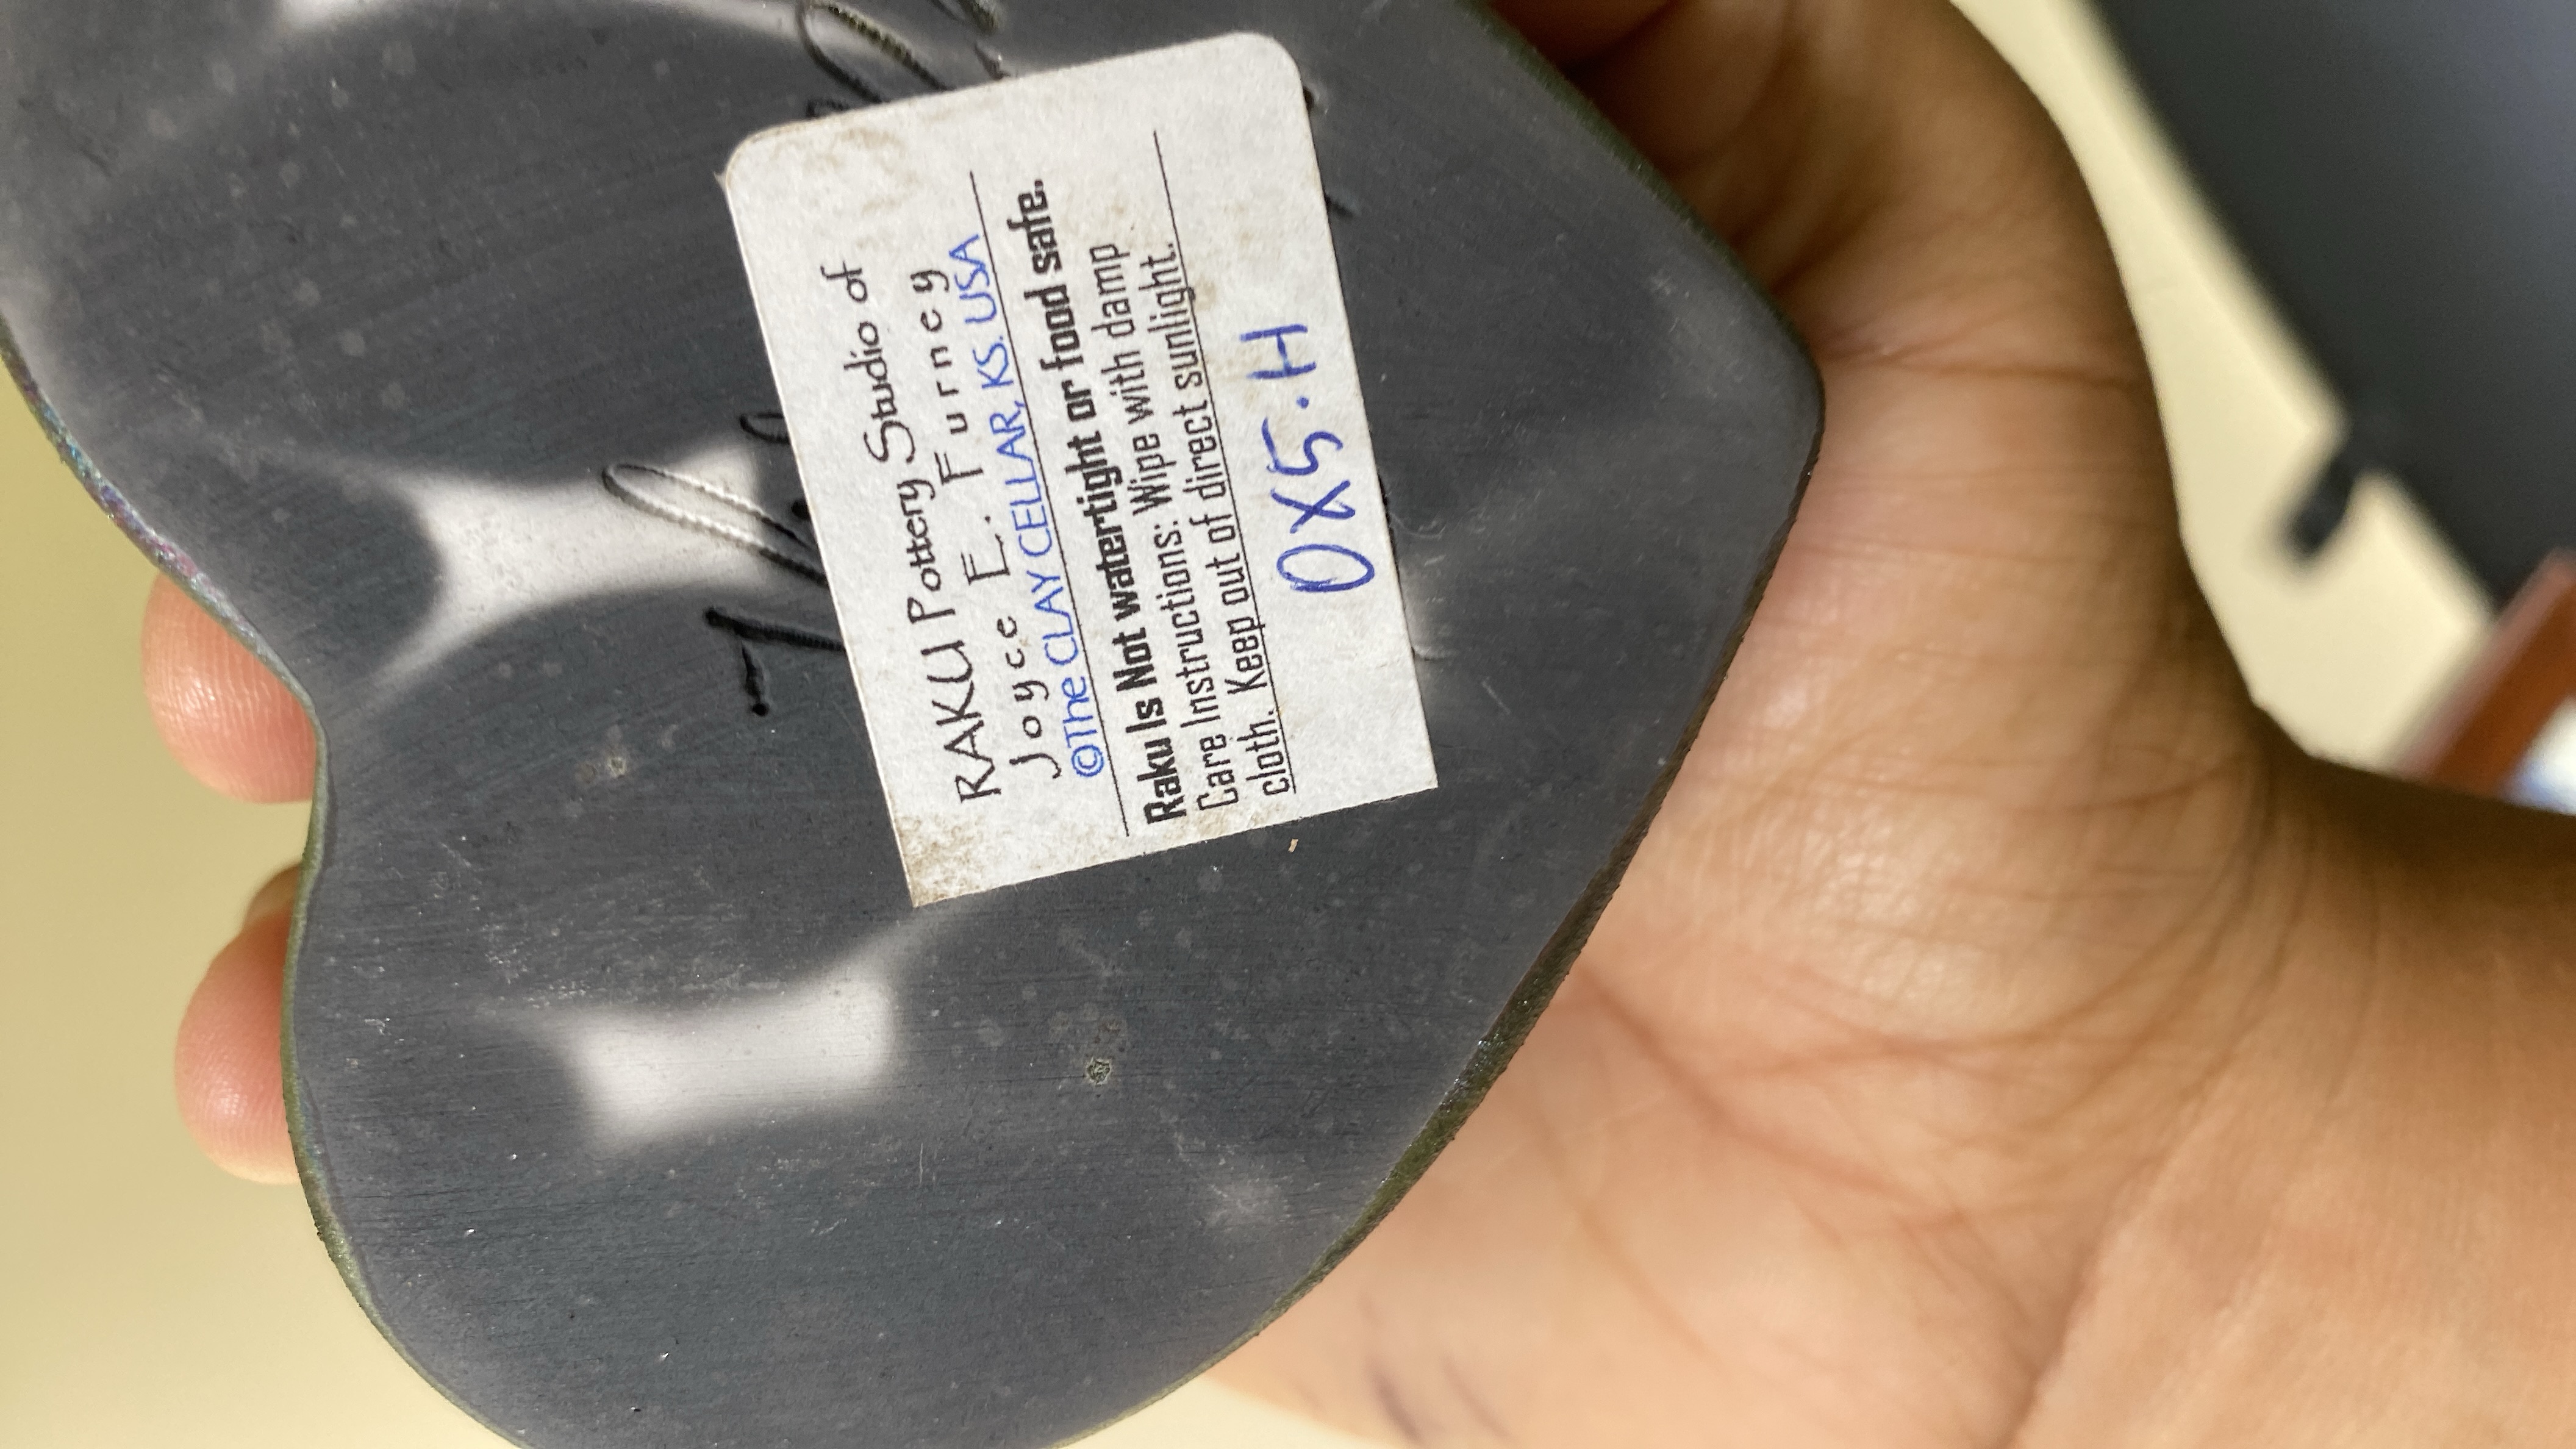 RAKU Pottery Studio of
Joyce E. Furney
©The CLAY CELLAR, KS. USA
Raku Is Not watertight or food safe.
Care Instructions: Wipe with damp
cloth. Keep out of direct sunlight.
OX5.H